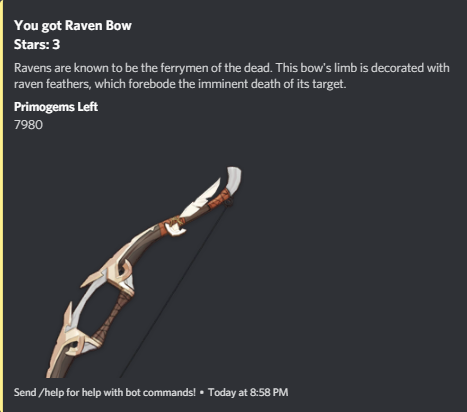 You got Raven Bow
Stars: 3
Ravens are known to be the ferrymen of the dead. This bow's limb is decorated with
raven feathers, which forebode the imminent death of its target.
Primogems Left
7980
Send /help for help with bot commands! • Today at 8:58 PM